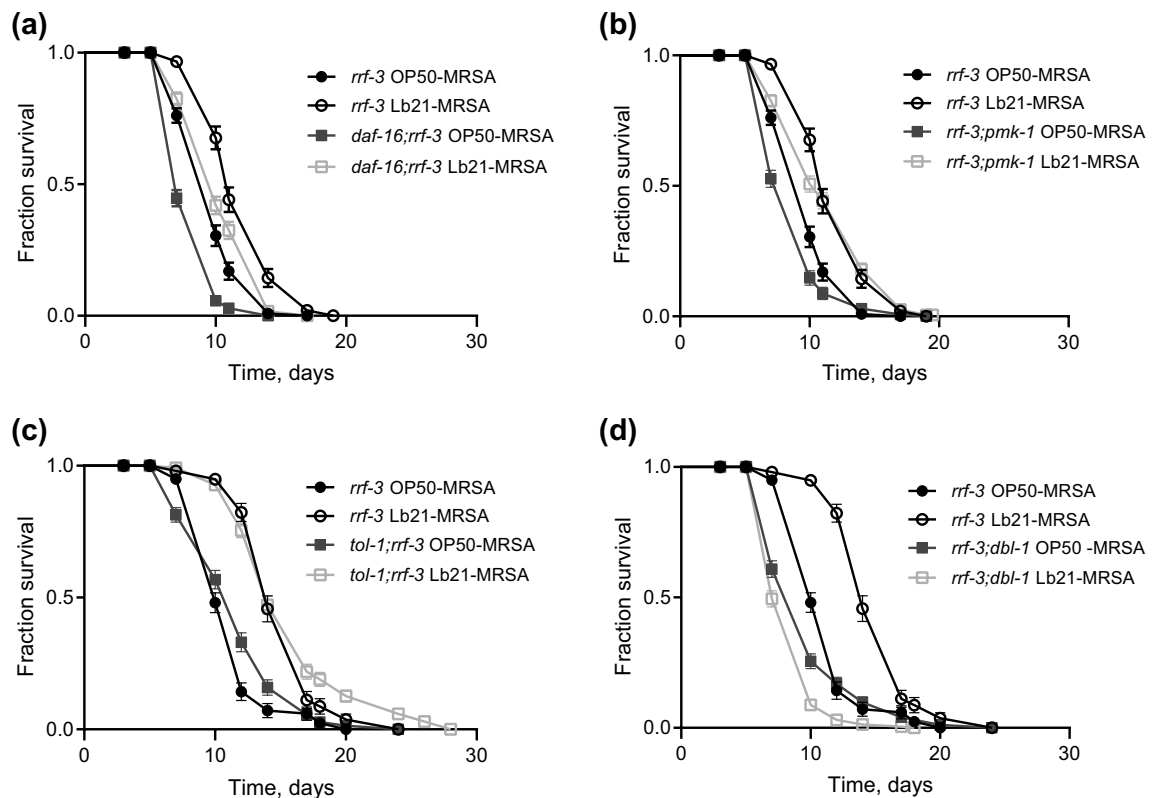 (a)
1.0
0.5
0.0
0
10
20
30
Fraction survival
Time, days
rrf-3 OP50-MRSA
rrf-3 Lb21-MRSA
daf-16;rrf-3 OP50-MRSA
daf-16;rrf-3 Lb21-MRSA
(b)
1.0
0.5
0.0
0
10
20
30
Fraction survival
Time, days
rrf-3 OP50-MRSA
rrf-3 Lb21-MRSA
rrf-3;pmk-1 OP50-MRSA
rrf-3;pmk-1 Lb21-MRSA
(c)
1.0
0.5
0.0
0
10
20
30
Fraction survival
Time, days
rrf-3 OP50-MRSA
rrf-3 Lb21-MRSA
tol-1;rrf-3 OP50-MRSA
tol-1;rrf-3 Lb21-MRSA
(d)
1.0
0.5
0.0
0
10
20
30
Fraction survival
Time, days
rrf-3 OP50-MRSA
rrf-3 Lb21-MRSA
rrf-3;dbl-1 OP50 -MRSA
rrf-3;dbl-1 Lb21-MRSA